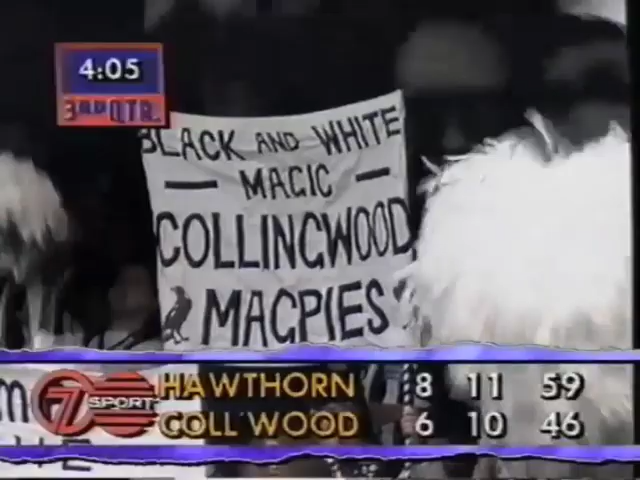 4:05
3RD QTR.
BLACK AND WHITE
— MAGIC —
COLLINGWOOD
MAGPIES
7 SPORT
HAWTHORN 8 11 59
COLL'WOOD 6 10 46